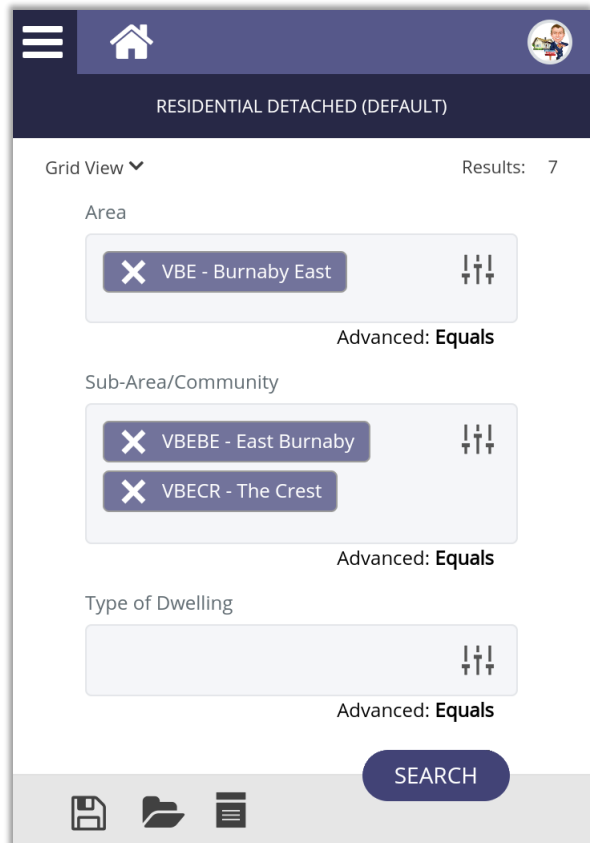 RESIDENTIAL DETACHED (DEFAULT)
Grid View Results: 7
Area
VBE - Burnaby East
Advanced: Equals
Sub-Area/Community
VBEBE - East Burnaby
VBECR - The Crest
Advanced: Equals
Type of Dwelling
Advanced: Equals
SEARCH